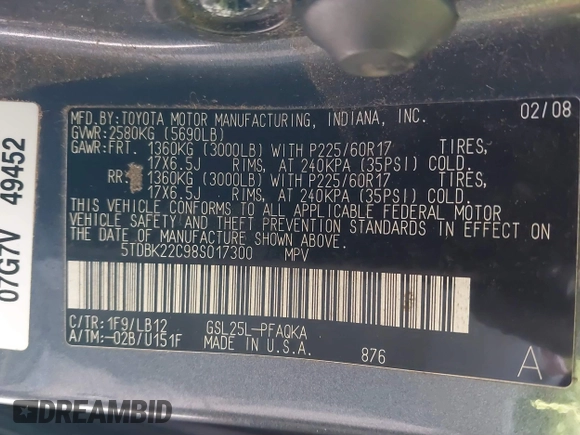 MFD.BY: TOYOTA MOTOR MANUFACTURING, INDIANA, INC. 02/08
GVWR: 2580KG (5690LB)
GAWR: FRT. 1360KG (3000LB) WITH P225/60R17 TIRES,
17X6.5J RIMS, AT 240KPA (35PSI) COLD.
RR. 1360KG (3000LB) WITH P225/60R17 TIRES,
17X6.5J RIMS, AT 240KPA (35PSI) COLD.
THIS VEHICLE CONFORMS TO ALL APPLICABLE FEDERAL MOTOR
VEHICLE SAFETY AND THEFT PREVENTION STANDARDS IN EFFECT ON
THE DATE OF MANUFACTURE SHOWN ABOVE.
5TDBK22C98S017300 MPV
C/TR: 1F9/LB12 GSL25L-PFAQKA
A/TM: -02B/U151F MADE IN U.S.A. 876 A
07G7V 49452
DREAMBID